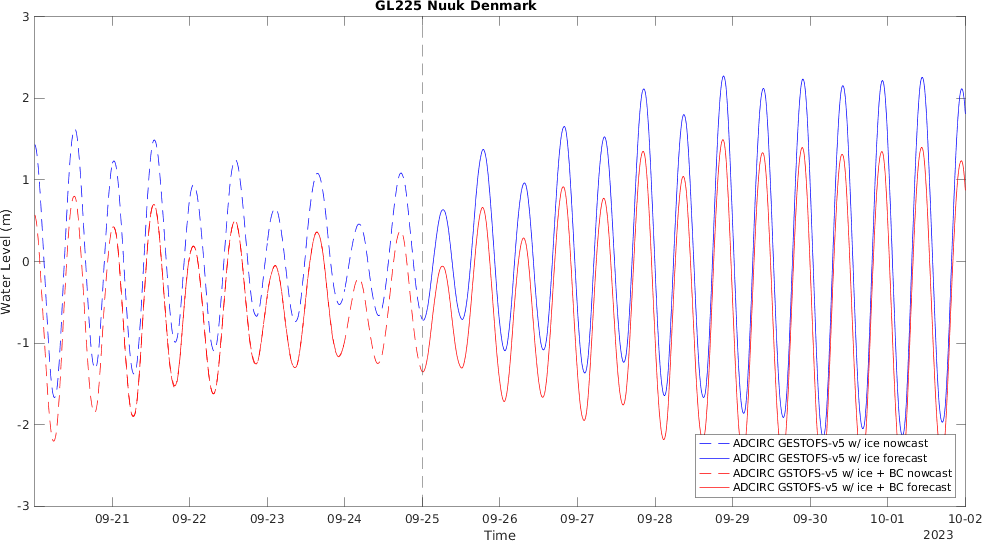 GL225 Nuuk Denmark
3
2
1
0
-1
-2
-3
Water Level (m)
ADCIRC GESTOFS-v5 w/ ice nowcast
ADCIRC GESTOFS-v5 w/ ice forecast
ADCIRC GSTOFS-v5 w/ ice + BC nowcast
ADCIRC GSTOFS-v5 w/ ice + BC forecast
09-21 09-22 09-23 09-24 09-25 09-26 09-27 09-28 09-29 09-30 10-01 10-02
Time
2023